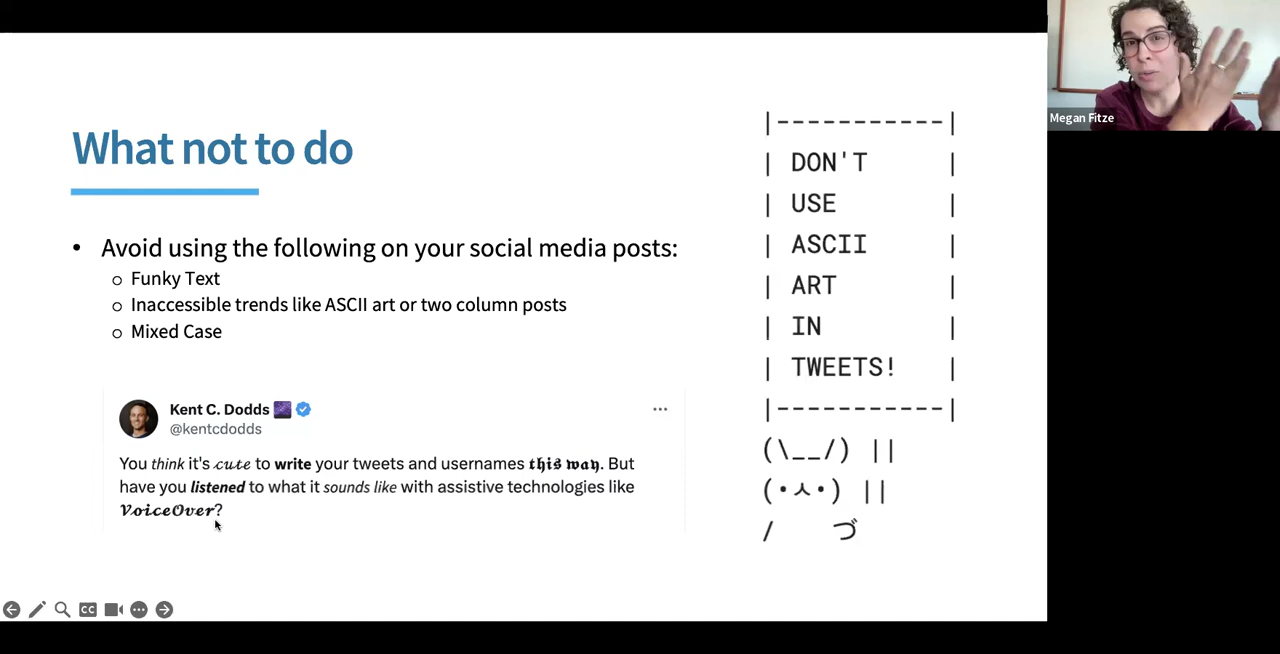 What not to do
• Avoid using the following on your social media posts:
○ Funky Text
○ Inaccessible trends like ASCII art or two column posts
○ Mixed Case
Kent C. Dodds
@kentcdodds
You think it's 𝓬𝓾𝓽𝓮 to write your tweets and usernames 𝖙𝖍𝖎𝖘 𝖜𝖆𝖞. But
have you listened to what it sounds like with assistive technologies like
𝓥𝓸𝓲𝓬𝓮𝓞𝓿𝓮𝓻?
|-----------|
| DON'T |
| USE |
| ASCII |
| ART |
| IN |
| TWEETS! |
|-----------|
(\__/) ||
(•ㅅ•) ||
/ づ
Megan Fitze
CC